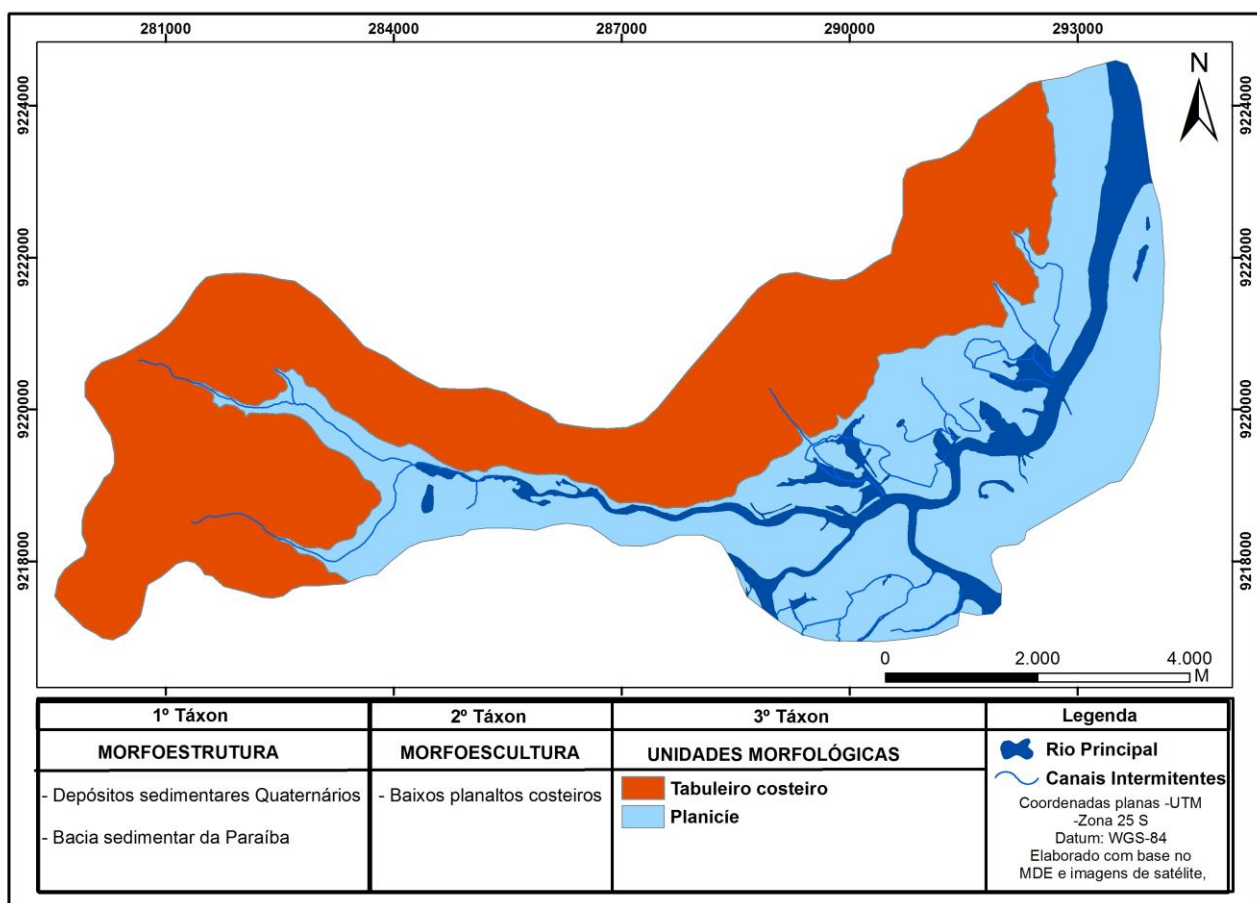 281000 284000 287000 290000 293000
9224000 9224000
N
9222000 9222000
9220000 9220000
9218000 9218000
0 2.000 4.000
M
1º Táxon 2º Táxon 3º Táxon Legenda
MORFOESTRUTURA MORFOESCULTURA UNIDADES MORFOLÓGICAS
Rio Principal
Canais Intermitentes
- Depósitos sedimentares Quaternários - Baixos planaltos costeiros
- Bacia sedimentar da Paraíba
Tabuleiro costeiro
Planicíe
Coordenadas planas -UTM
-Zona 25 S
Datum: WGS-84
Elaborado com base no
MDE e imagens de satélite,